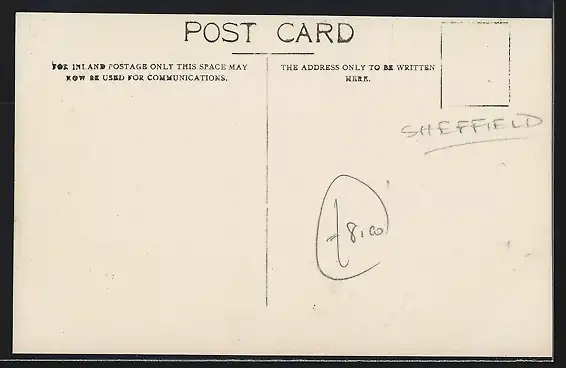 POST CARD
FOR INLAND POSTAGE ONLY THIS SPACE MAY
NOW BE USED FOR COMMUNICATIONS.
THE ADDRESS ONLY TO BE WRITTEN
HERE.
SHEFFIELD
£8.00